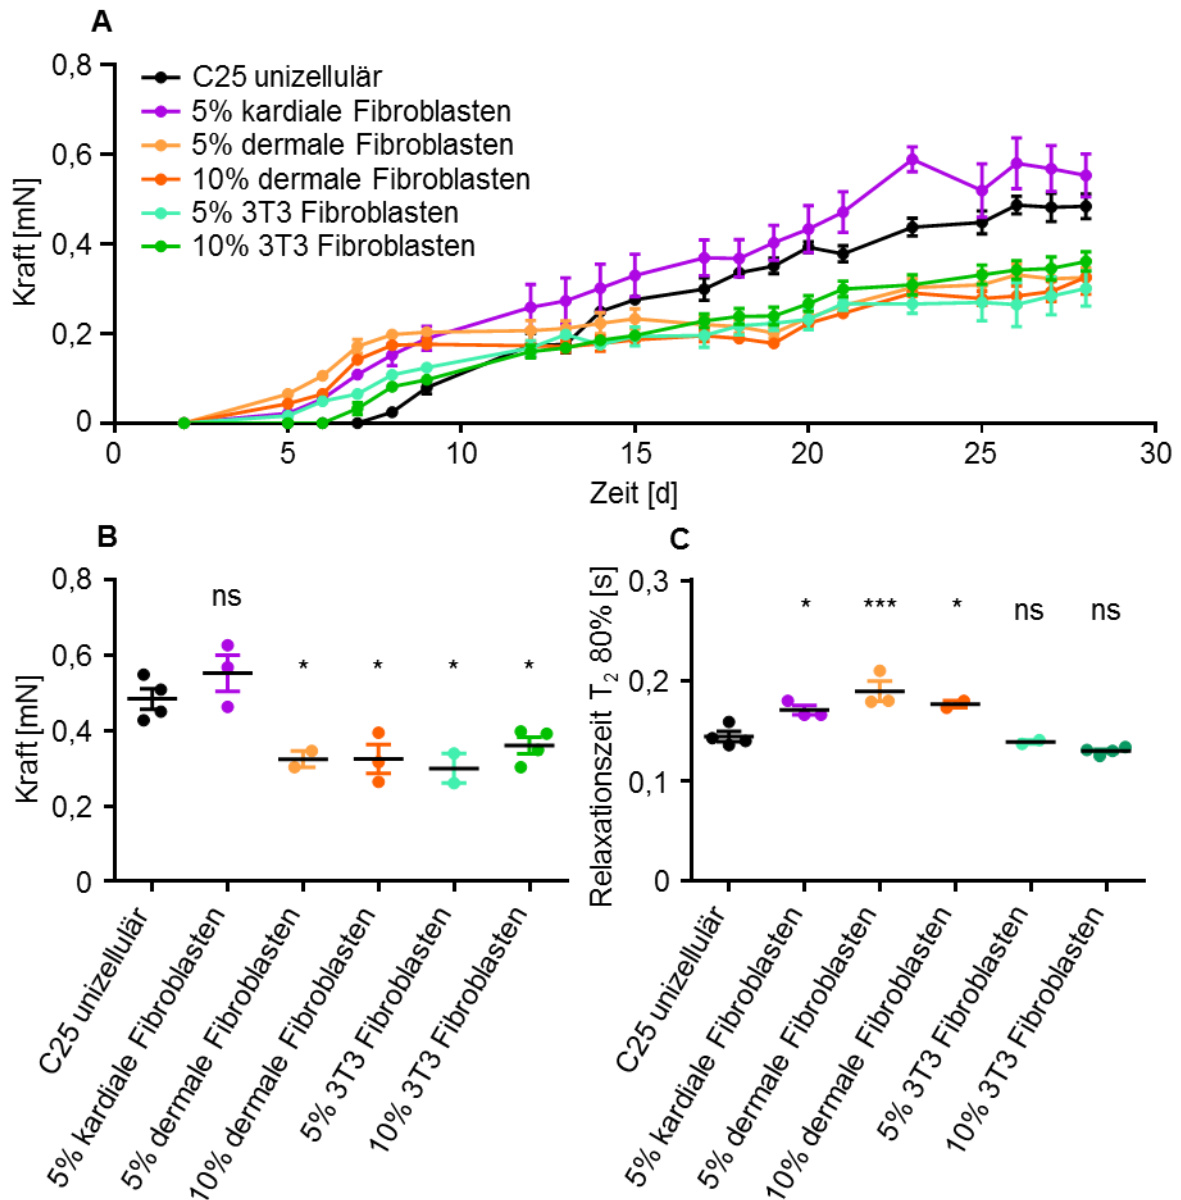 A
Kraft [mN]
0,8
0,6
0,4
0,2
0
C25 unizellulär
5% kardiale Fibroblasten
5% dermale Fibroblasten
10% dermale Fibroblasten
5% 3T3 Fibroblasten
10% 3T3 Fibroblasten
0 5 10 15 20 25 30
Zeit [d]
B
Kraft [mN]
0,8
0,6
0,4
0,2
0
ns * * * *
C25 unizellulär
5% kardiale Fibroblasten
5% dermale Fibroblasten
10% dermale Fibroblasten
5% 3T3 Fibroblasten
10% 3T3 Fibroblasten
C
Relaxationszeit T₂ 80% [s]
0,3
0,2
0,1
0
* *** * ns ns
C25 unizellulär
5% kardiale Fibroblasten
5% dermale Fibroblasten
10% dermale Fibroblasten
5% 3T3 Fibroblasten
10% 3T3 Fibroblasten